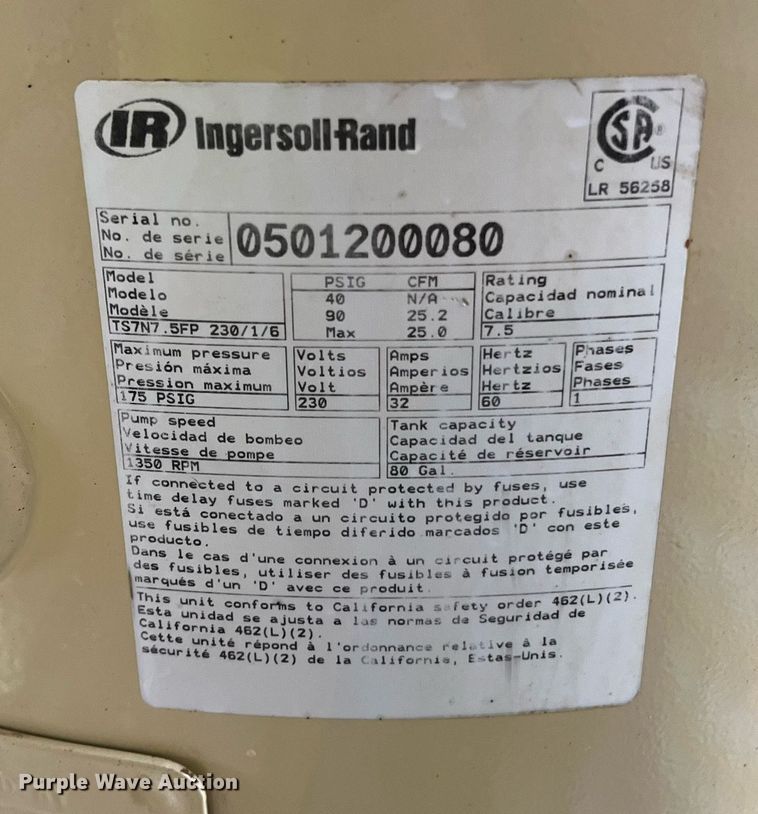 IR Ingersoll-Rand
CSA®
C US
LR 56258
Serial no.
No. de serie
No. de série
0501200080
Model
Modelo
Modèle
TS7N7.5FP 230/1/6
PSIG CFM
40 N/A
90 25.2
Max 25.0
Rating
Capacidad nominal
Calibre
7.5
Maximum pressure
Presión máxima
Pression maximum
175 PSIG
Volts
Voltios
Volt
230
Amps
Amperios
Ampère
32
Hertz
Hertzios
Hertz
60
Phases
Fases
Phases
1
Pump speed
Velocidad de bombeo
Vitesse de pompe
1350 RPM
Tank capacity
Capacidad del tanque
Capacité de réservoir
80 Gal.
If connected to a circuit protected by fuses, use
time delay fuses marked 'D' with this product.
Si está conectado a un circuito protegido por fusibles,
use fusibles de tiempo diferido marcados 'D' con este
producto.
Dans le cas d'une connexion à un circuit protégé par
des fusibles, utiliser des fusibles à fusion temporisée
marqués d'un 'D' avec ce produit.
This unit conforms to California safety order 462(L)(2).
Esta unidad se ajusta a las normas de Seguridad de
California 462(L)(2).
Cette unité répond à l'ordonnance relative à la
sécurité 462(L)(2) de la California, Estas-Unis.
Purple Wave Auction